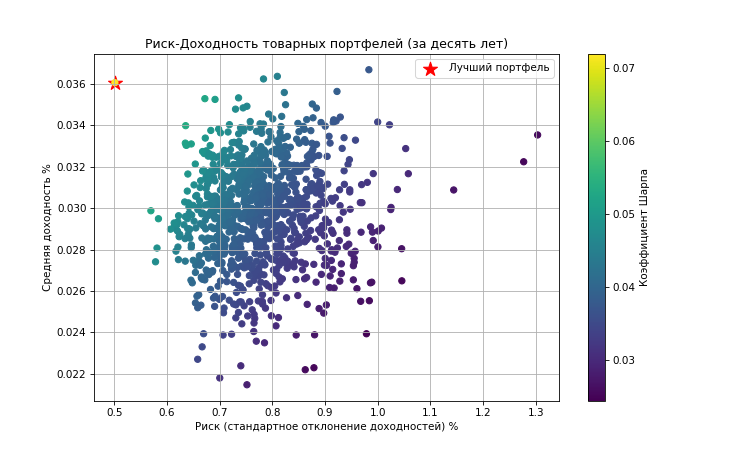 Риск-Доходность товарных портфелей (за десять лет)
Лучший портфель
Средняя доходность %
0.036
0.034
0.032
0.030
0.028
0.026
0.024
0.022
0.5 0.6 0.7 0.8 0.9 1.0 1.1 1.2 1.3
Риск (стандартное отклонение доходностей) %
0.07
0.06
0.05
0.04
0.03
Коэффициент Шарпа